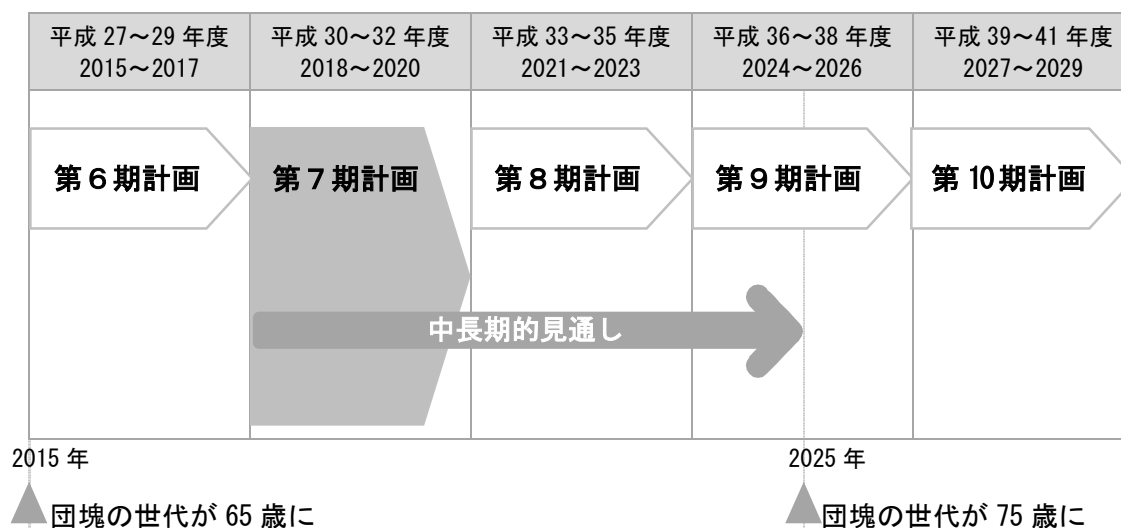 平成 27～29 年度
2015～2017
平成 30～32 年度
2018～2020
平成 33～35 年度
2021～2023
平成 36～38 年度
2024～2026
平成 39～41 年度
2027～2029
第６期計画
第７期計画
第８期計画
第９期計画
第 10期計画
中長期的見通し
2015 年
2025 年
団塊の世代が 65 歳に
団塊の世代が 75 歳に